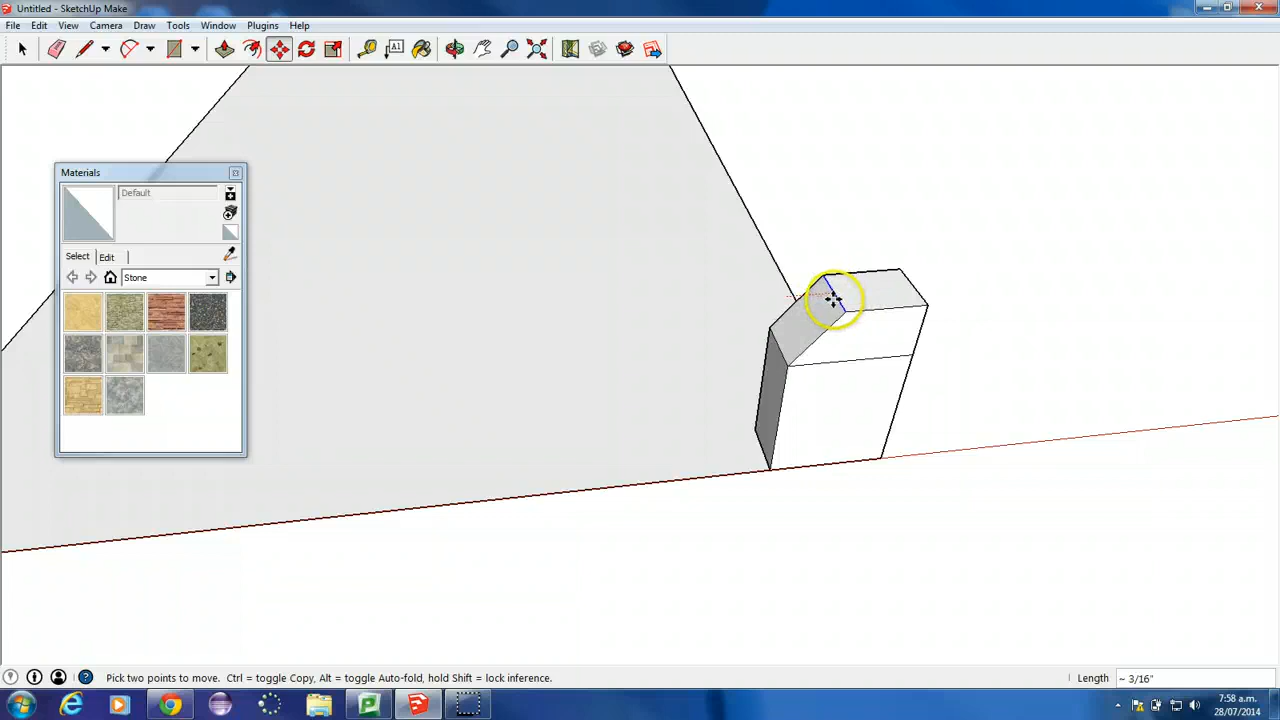 Untitled - SketchUp Make
File Edit View Camera Draw Tools Window Plugins Help
A1
Materials
Default
Select Edit
Stone
Pick two points to move. Ctrl = toggle Copy, Alt = toggle Auto-fold, hold Shift = lock inference.
Length ~ 3/16"
7:58 a.m.
28/07/2014